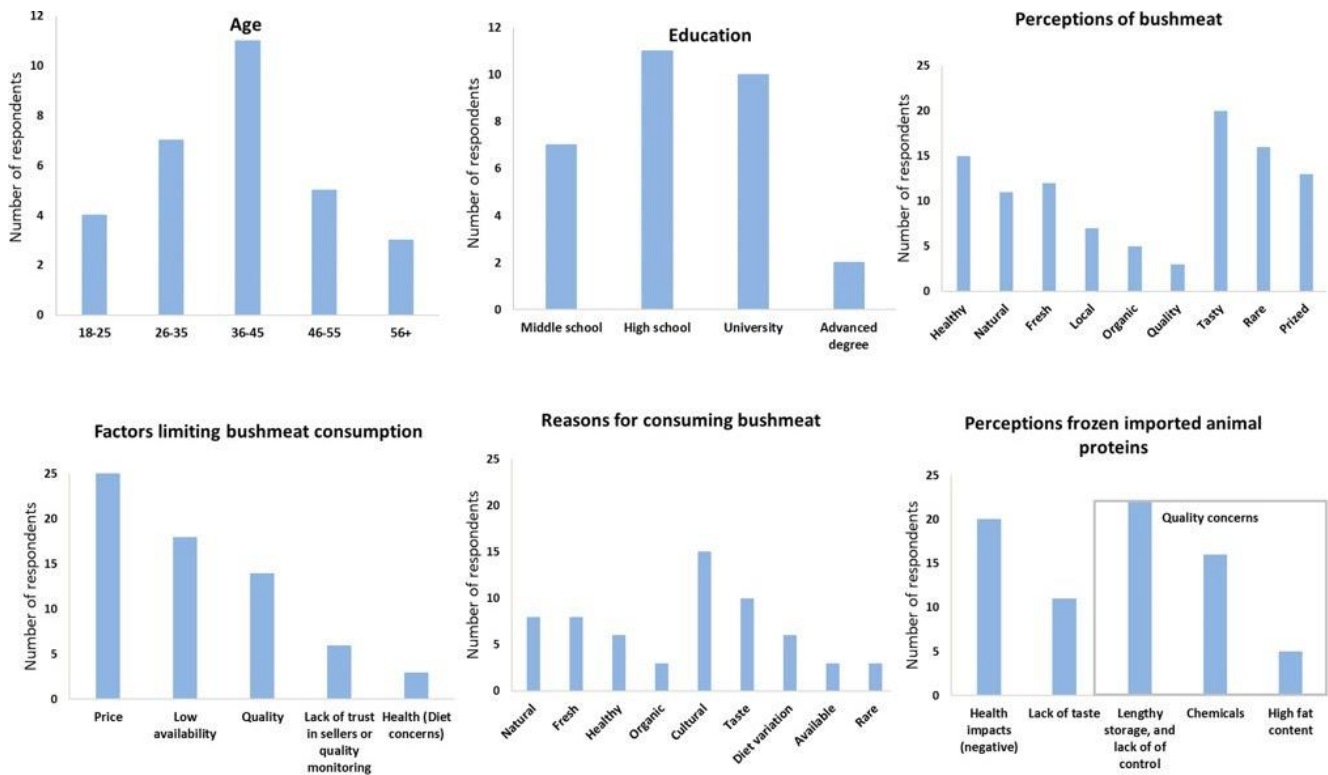 Age
Number of respondents
12
10
8
6
4
2
0
18-25
26-35
36-45
46-55
56+
Education
Number of respondents
12
10
8
6
4
2
0
Middle school
High school
University
Advanced
degree
Perceptions of bushmeat
Number of respondents
25
20
15
10
5
0
Healthy
Natural
Fresh
Local
Organic
Quality
Tasty
Rare
Prized
Factors limiting bushmeat consumption
Number of respondents
25
20
15
10
5
0
Price
Low
availability
Quality
Lack of trust
in sellers or
quality
monitoring
Health (Diet
concerns)
Reasons for consuming bushmeat
Number of respondents
25
20
15
10
5
0
Natural
Fresh
Healthy
Organic
Cultural
Taste
Diet variation
Available
Rare
Perceptions frozen imported animal
proteins
Number of respondents
25
20
15
10
5
0
Quality concerns
Health
impacts
(negative)
Lack of taste
Lengthy
storage, and
lack of of
control
Chemicals
High fat
content